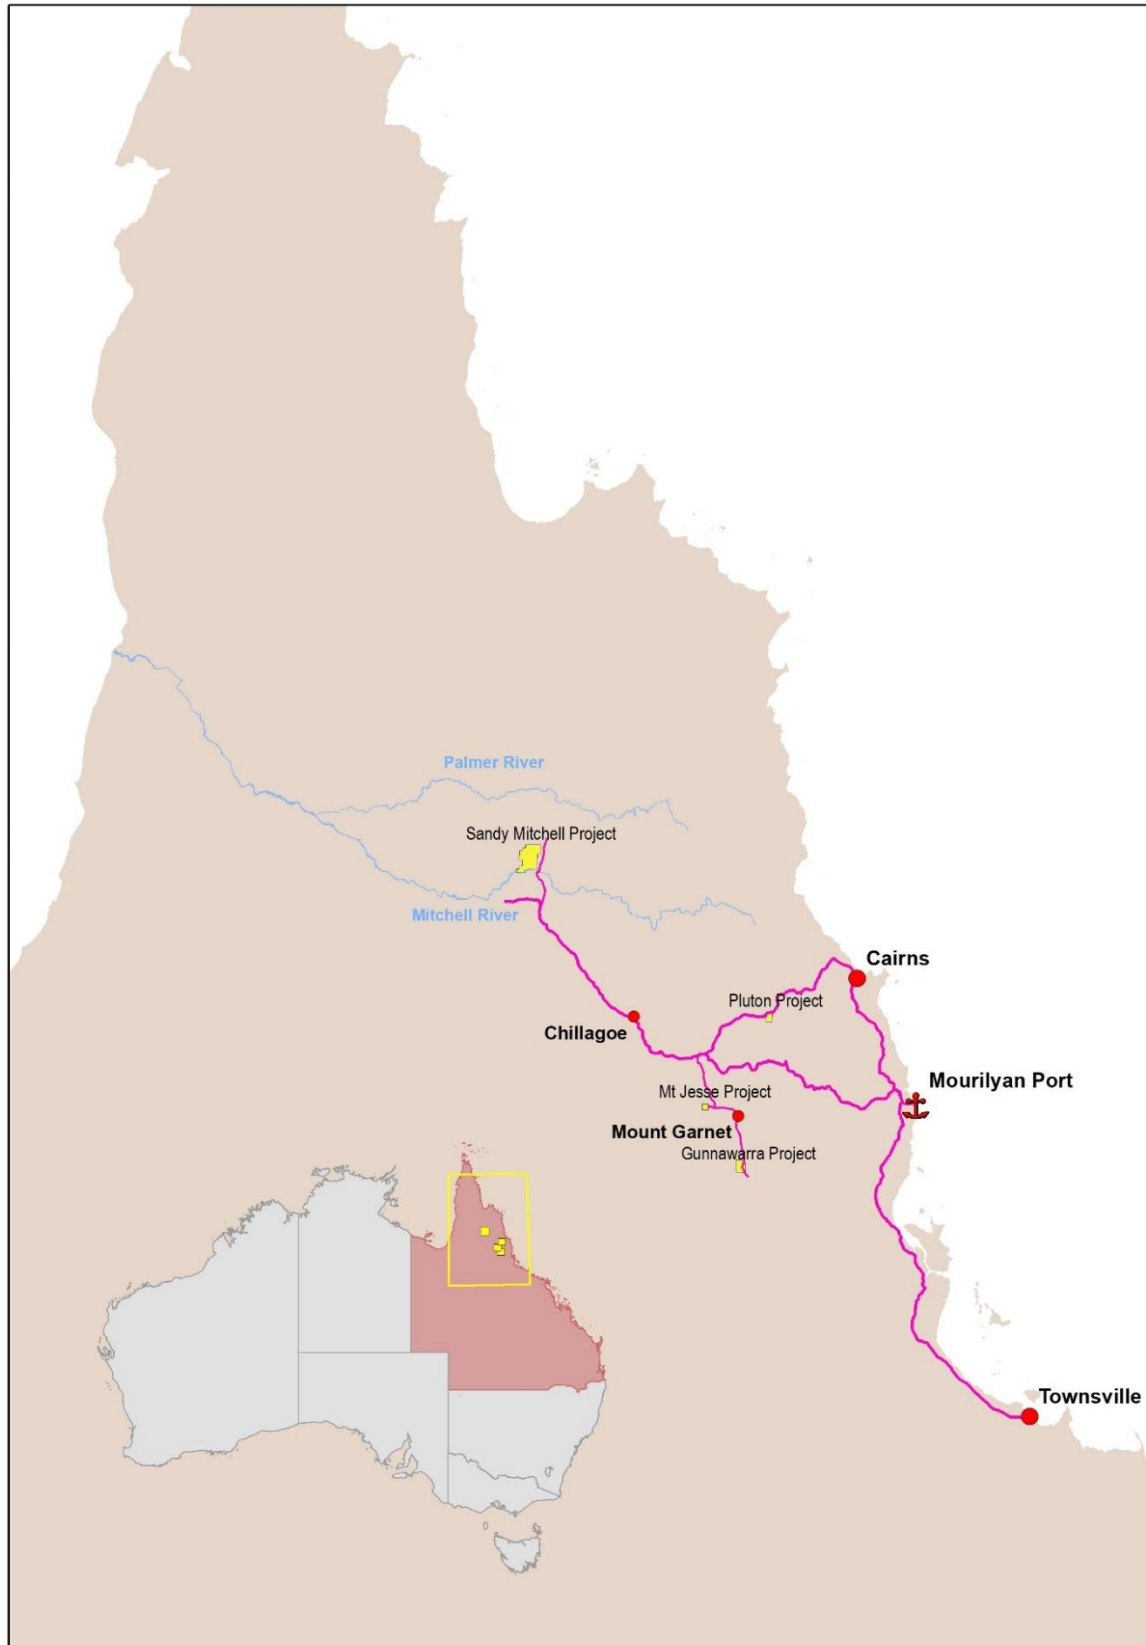 Palmer River
Sandy Mitchell Project
Mitchell River
Cairns
Pluton Project
Chillagoe
Mourilyan Port
Mt Jesse Project
Mount Garnet
Gunnawarra Project
Townsville